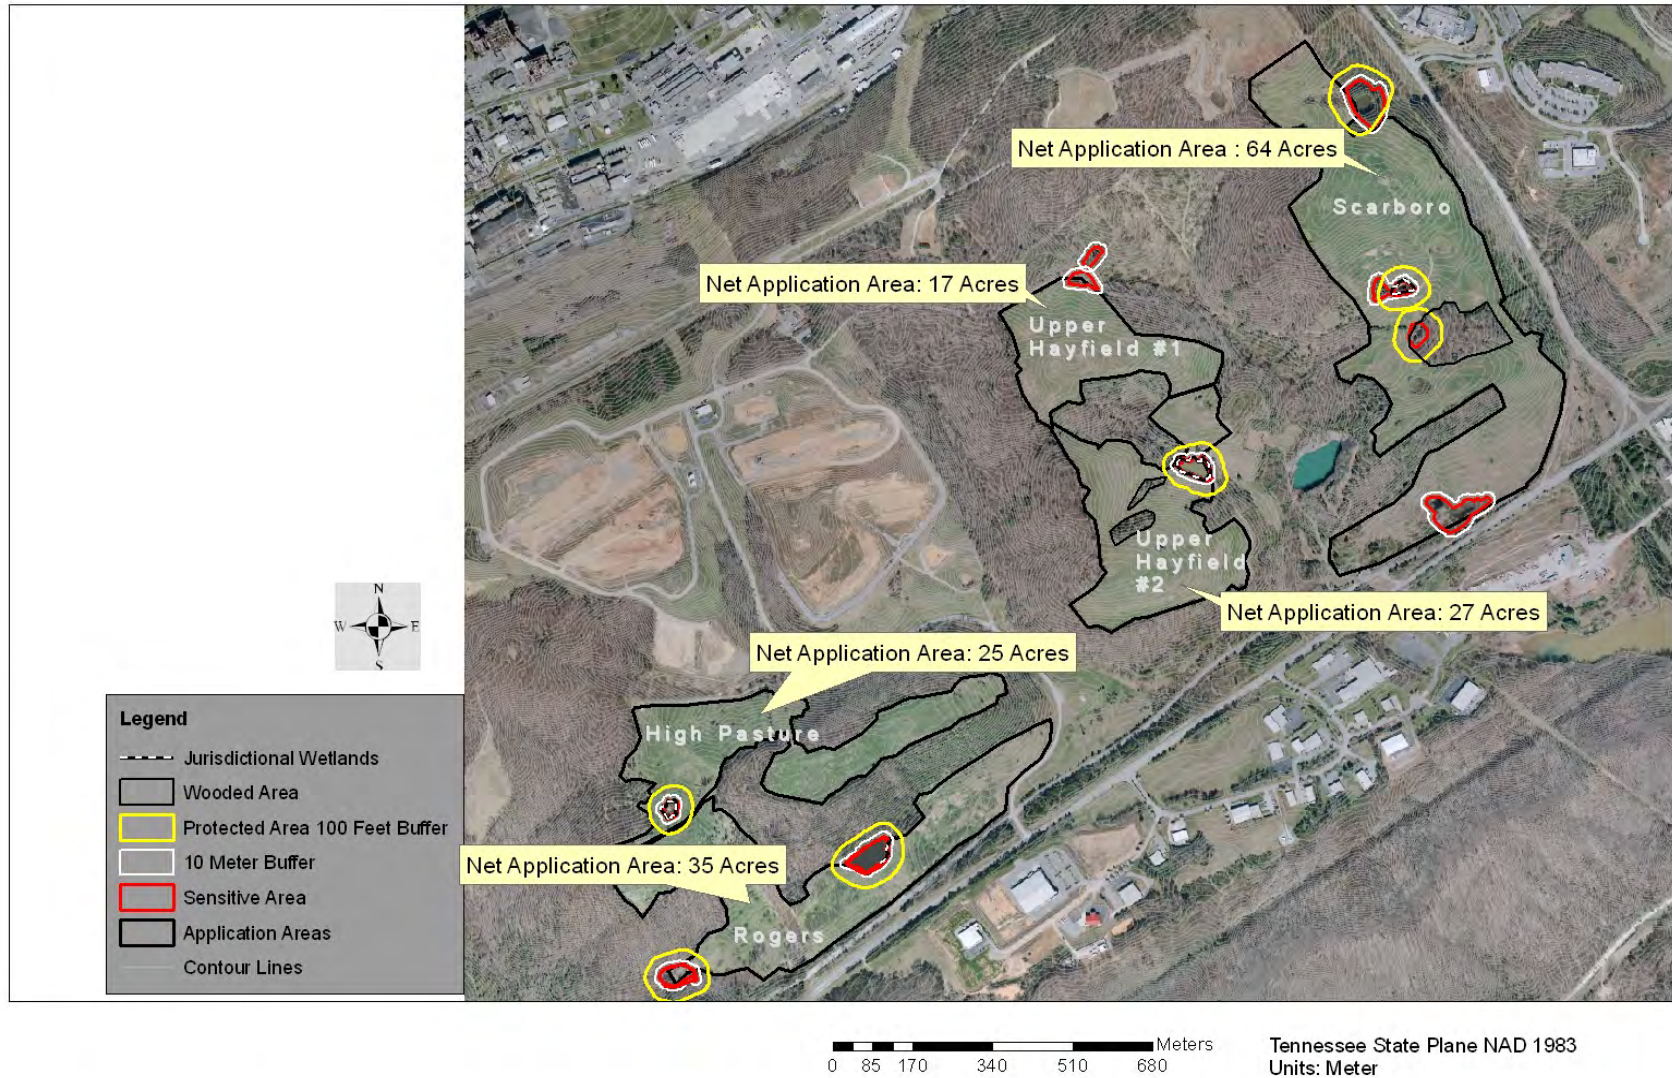 Net Application Area : 64 Acres
Scarboro
Net Application Area: 17 Acres
Upper
Hayfield #1
Upper
Hayfield
#2
Net Application Area: 27 Acres
N
W E
S
Net Application Area: 25 Acres
High Pasture
Net Application Area: 35 Acres
Rogers
Legend
Jurisdictional Wetlands
Wooded Area
Protected Area 100 Feet Buffer
10 Meter Buffer
Sensitive Area
Application Areas
Contour Lines
Meters
0 85 170 340 510 680
Tennessee State Plane NAD 1983
Units: Meter